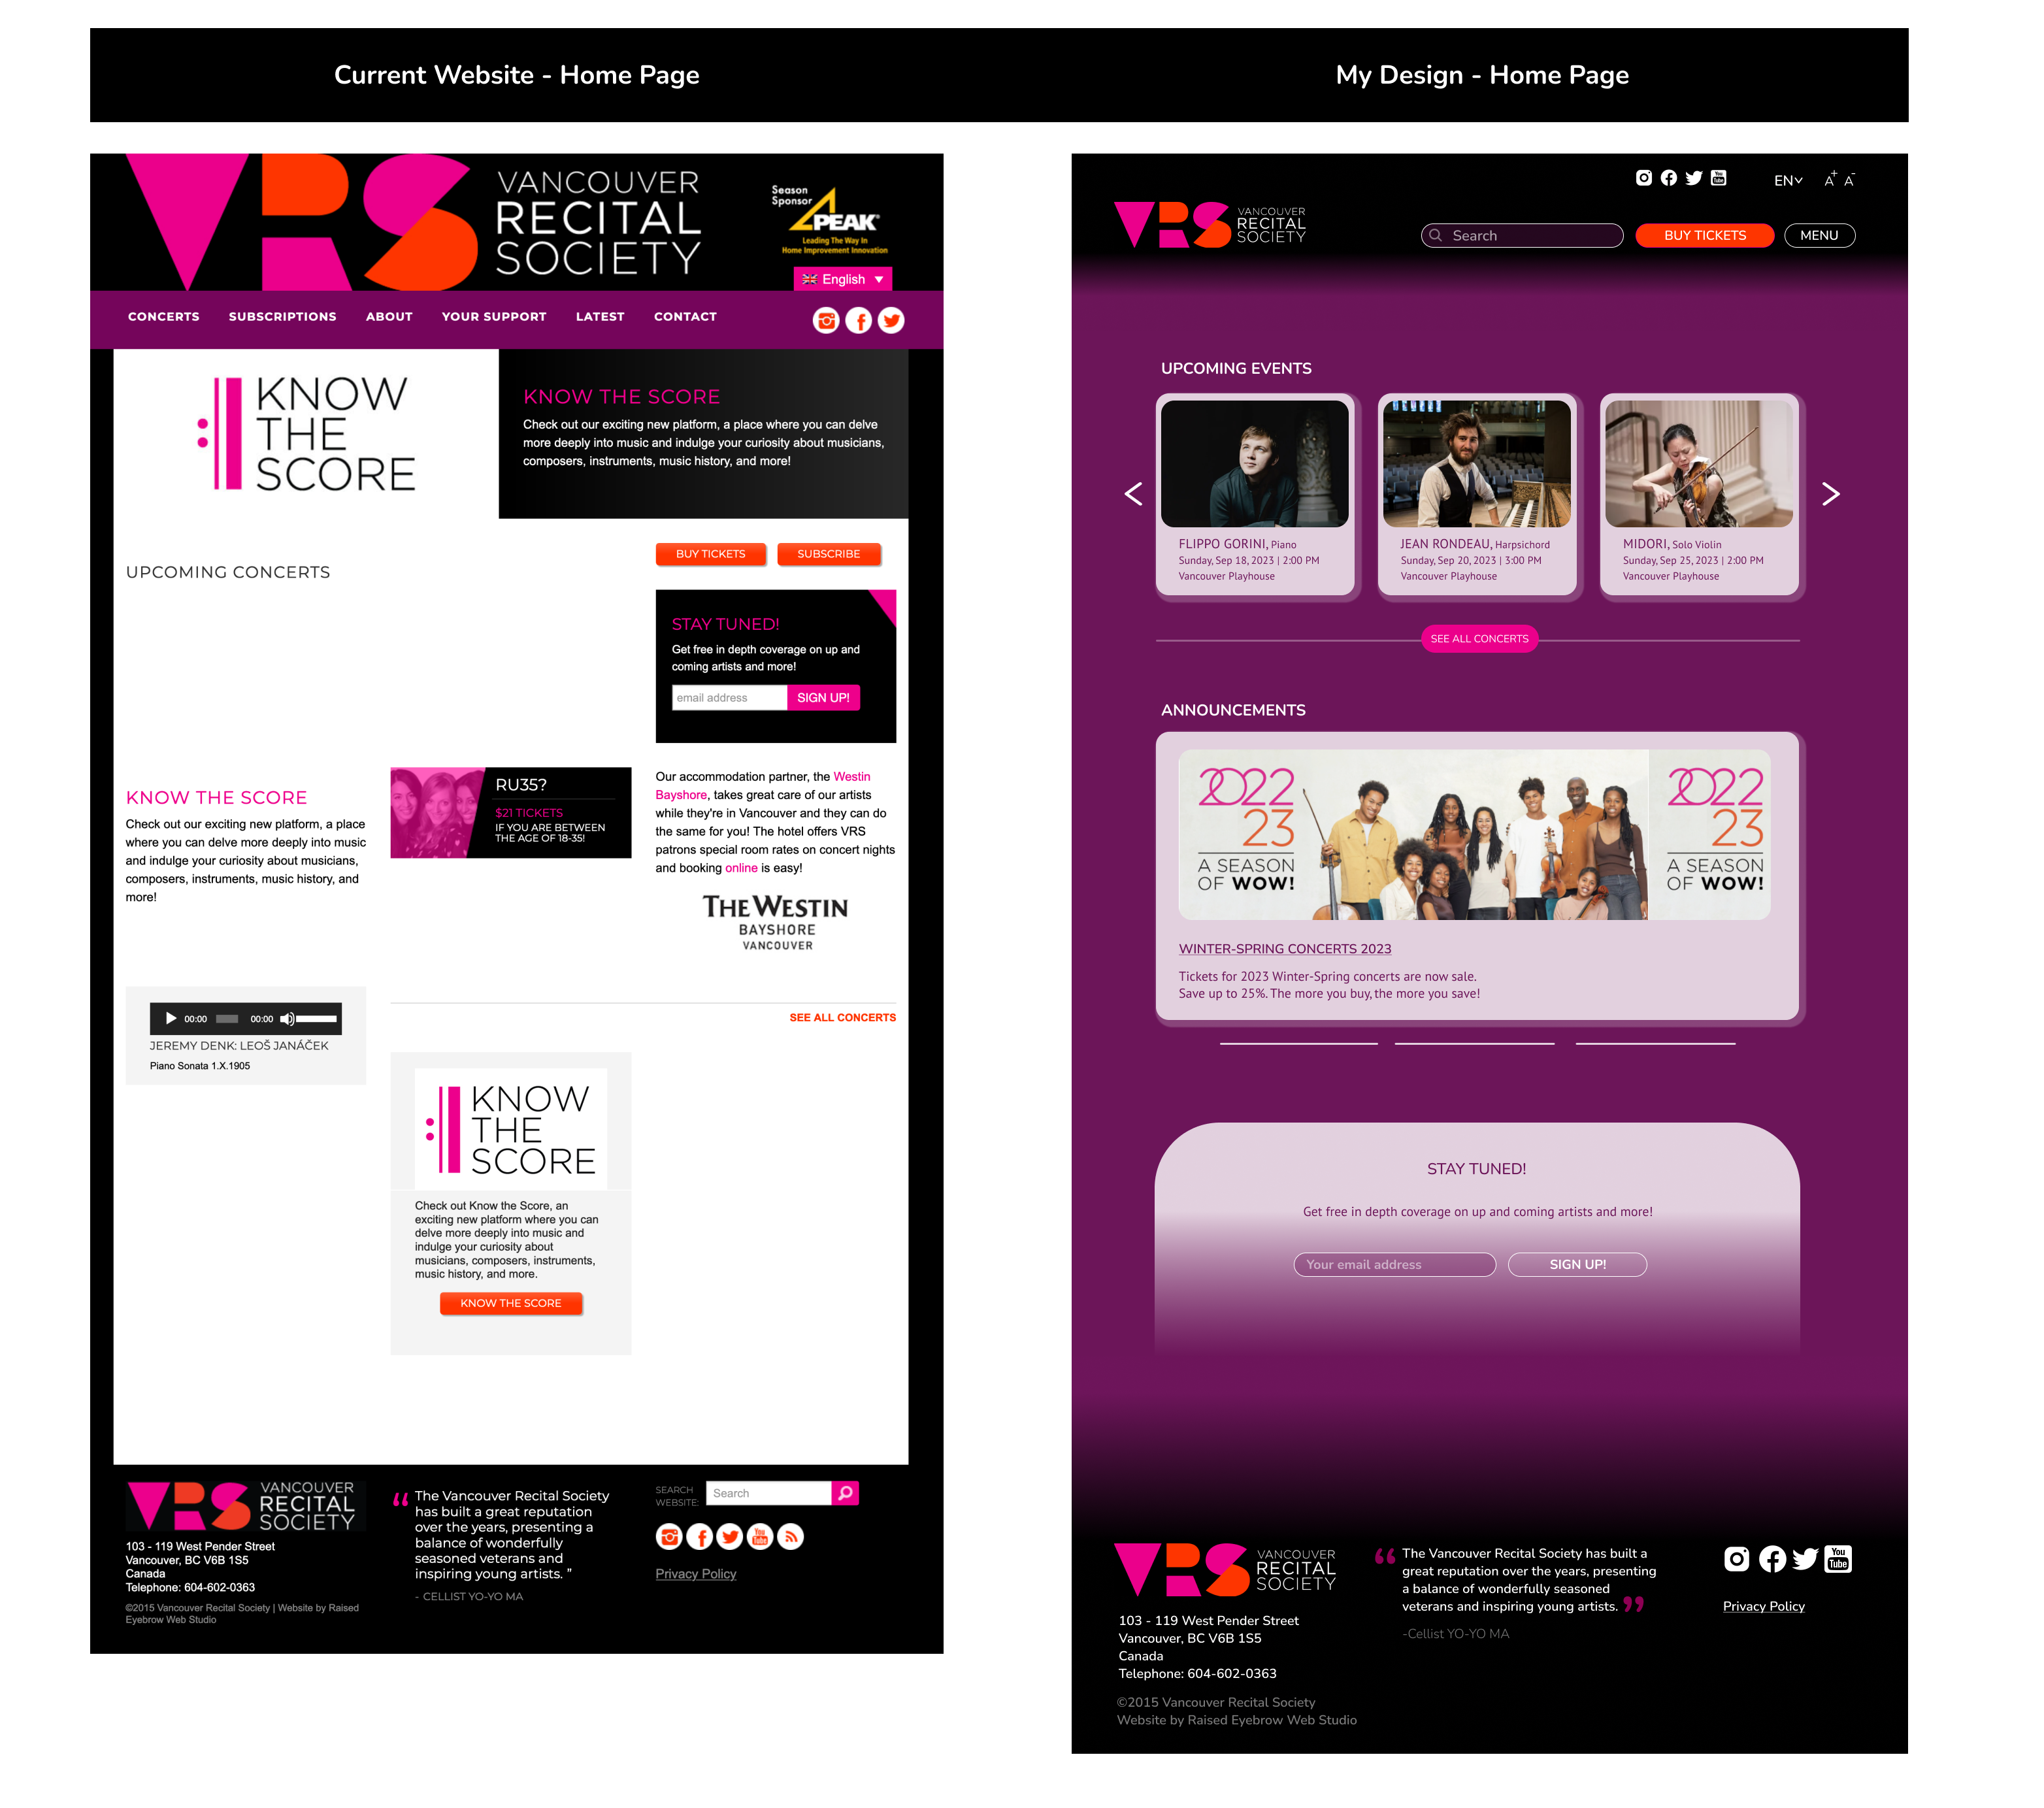 Current Website - Home Page
My Design - Home Page
VRS
VANCOUVER
RECITAL
SOCIETY
Season
Sponsor
PEAK
Leading The Way In
Home Improvement Innovation
English
CONCERTS
SUBSCRIPTIONS
ABOUT
YOUR SUPPORT
LATEST
CONTACT
KNOW
THE
SCORE
KNOW THE SCORE
Check out our exciting new platform, a place where you can delve
more deeply into music and indulge your curiosity about musicians,
composers, instruments, music history, and more!
UPCOMING CONCERTS
BUY TICKETS
SUBSCRIBE
STAY TUNED!
Get free in depth coverage on up and
coming artists and more!
email address
SIGN UP!
KNOW THE SCORE
Check out our exciting new platform, a place
where you can delve more deeply into music
and indulge your curiosity about musicians,
composers, instruments, music history, and
more!
RU35?
$21 TICKETS
IF YOU ARE BETWEEN
THE AGE OF 18-35!
Our accommodation partner, the Westin
Bayshore, takes great care of our artists
while they're in Vancouver and they can do
the same for you! The hotel offers VRS
patrons special room rates on concert nights
and booking online is easy!
THE WESTIN
BAYSHORE
VANCOUVER
00:00
00:00
JEREMY DENK: LEOŠ JANÁČEK
Piano Sonata 1.X.1905
SEE ALL CONCERTS
KNOW
THE
SCORE
Check out Know the Score, an
exciting new platform where you can
delve more deeply into music and
indulge your curiosity about
musicians, composers, instruments,
music history, and more.
KNOW THE SCORE
VRS
VANCOUVER
RECITAL
SOCIETY
103 - 119 West Pender Street
Vancouver, BC V6B 1S5
Canada
Telephone: 604-602-0363
©2015 Vancouver Recital Society | Website by Raised
Eyebrow Web Studio
“ The Vancouver Recital Society
has built a great reputation
over the years, presenting a
balance of wonderfully
seasoned veterans and
inspiring young artists. ”
- CELLIST YO-YO MA
SEARCH
WEBSITE:
Search
You
Tube
Privacy Policy
You
Tube
EN
A+ A-
VRS
VANCOUVER
RECITAL
SOCIETY
Search
BUY TICKETS
MENU
UPCOMING EVENTS
FLIPPO GORINI, Piano
Sunday, Sep 18, 2023 | 2:00 PM
Vancouver Playhouse
JEAN RONDEAU, Harpsichord
Sunday, Sep 20, 2023 | 3:00 PM
Vancouver Playhouse
MIDORI, Solo Violin
Sunday, Sep 25, 2023 | 2:00 PM
Vancouver Playhouse
SEE ALL CONCERTS
ANNOUNCEMENTS
2022
23
A SEASON
OF WOW!
2022
23
A SEASON
OF WOW!
WINTER-SPRING CONCERTS 2023
Tickets for 2023 Winter-Spring concerts are now sale.
Save up to 25%. The more you buy, the more you save!
STAY TUNED!
Get free in depth coverage on up and coming artists and more!
Your email address
SIGN UP!
VRS
VANCOUVER
RECITAL
SOCIETY
103 - 119 West Pender Street
Vancouver, BC V6B 1S5
Canada
Telephone: 604-602-0363
©2015 Vancouver Recital Society
Website by Raised Eyebrow Web Studio
“ The Vancouver Recital Society has built a
great reputation over the years, presenting
a balance of wonderfully seasoned
veterans and inspiring young artists. ”
-Cellist YO-YO MA
You
Tube
Privacy Policy